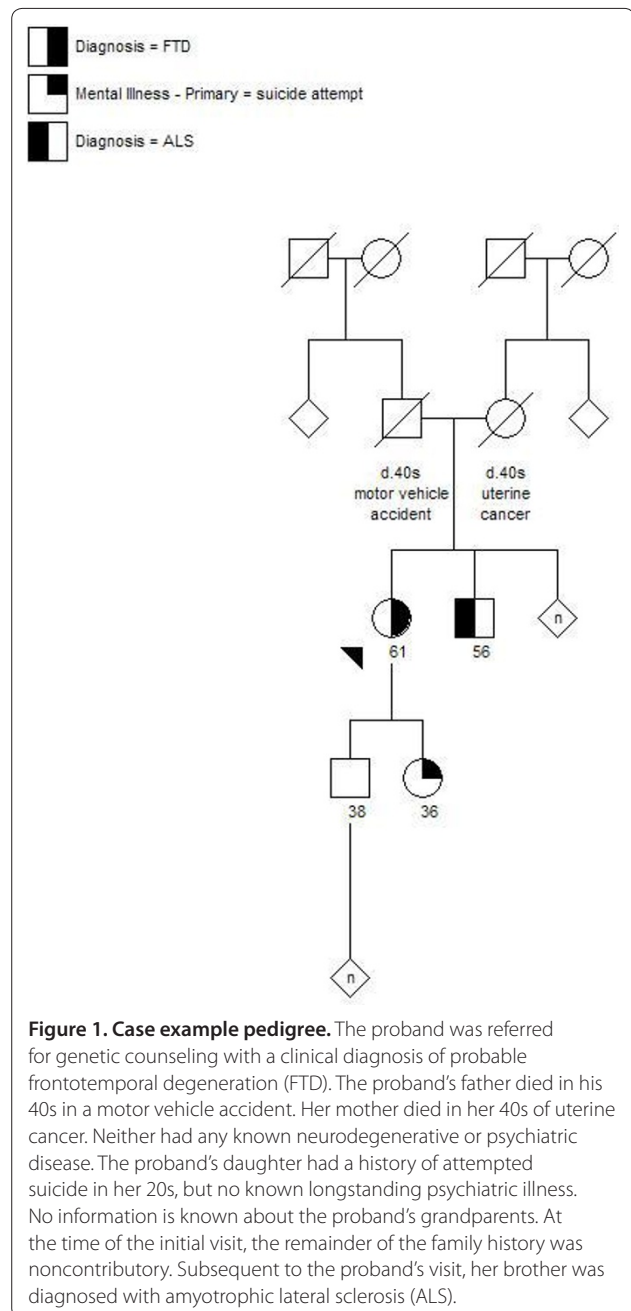 Diagnosis = FTD
Mental Illness - Primary = suicide attempt
Diagnosis = ALS
d.40s
motor vehicle
accident
d.40s
uterine
cancer
61
56
n
38
36
n
Figure 1. Case example pedigree. The proband was referred
for genetic counseling with a clinical diagnosis of probable
frontotemporal degeneration (FTD). The proband's father died in his
40s in a motor vehicle accident. Her mother died in her 40s of uterine
cancer. Neither had any known neurodegenerative or psychiatric
disease. The proband's daughter had a history of attempted
suicide in her 20s, but no known longstanding psychiatric illness.
No information is known about the proband's grandparents. At
the time of the initial visit, the remainder of the family history was
noncontributory. Subsequent to the proband's visit, her brother was
diagnosed with amyotrophic lateral sclerosis (ALS).